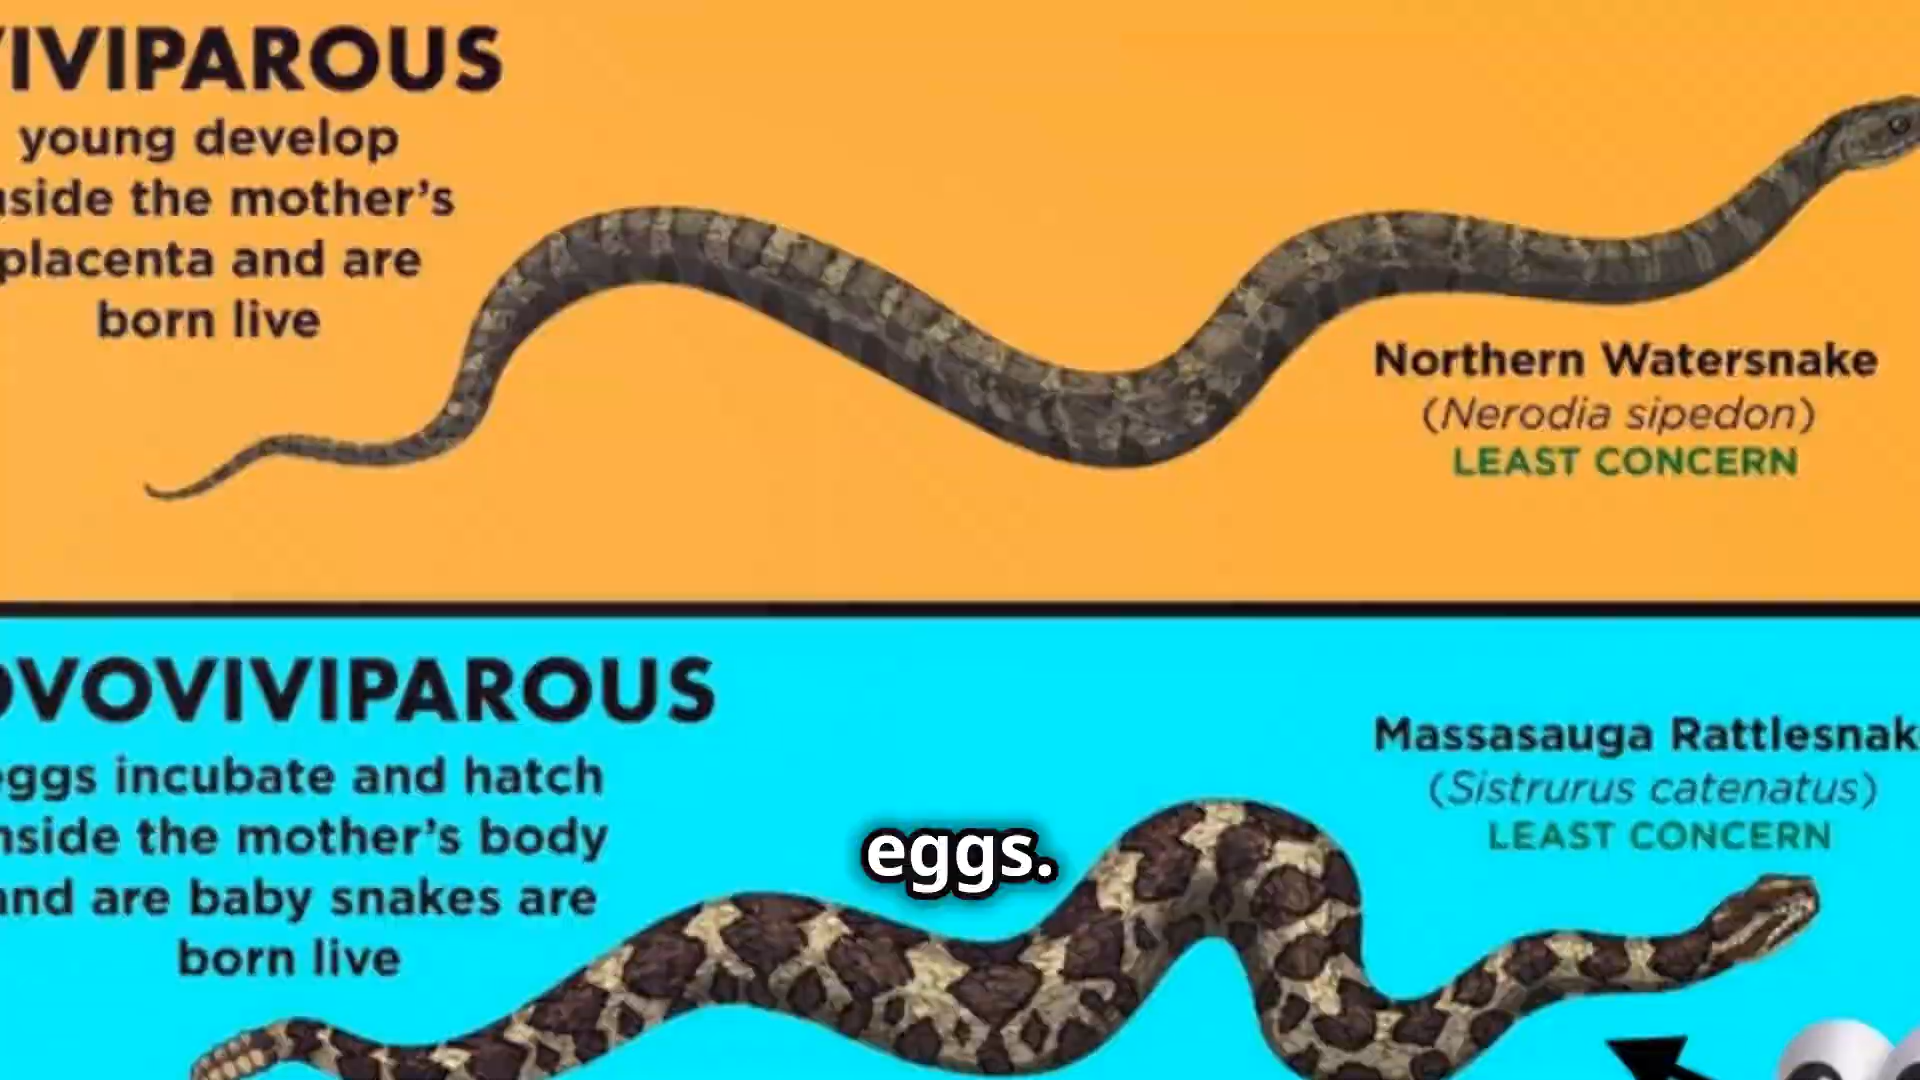 VIVIPAROUS
young develop
nside the mother's
placenta and are
born live
Northern Watersnake
(Nerodia sipedon)
LEAST CONCERN
OVOVIVIPAROUS
eggs incubate and hatch
nside the mother's body
and are baby snakes are
born live
Massasauga Rattlesnak
(Sistrurus catenatus)
LEAST CONCERN
eggs.